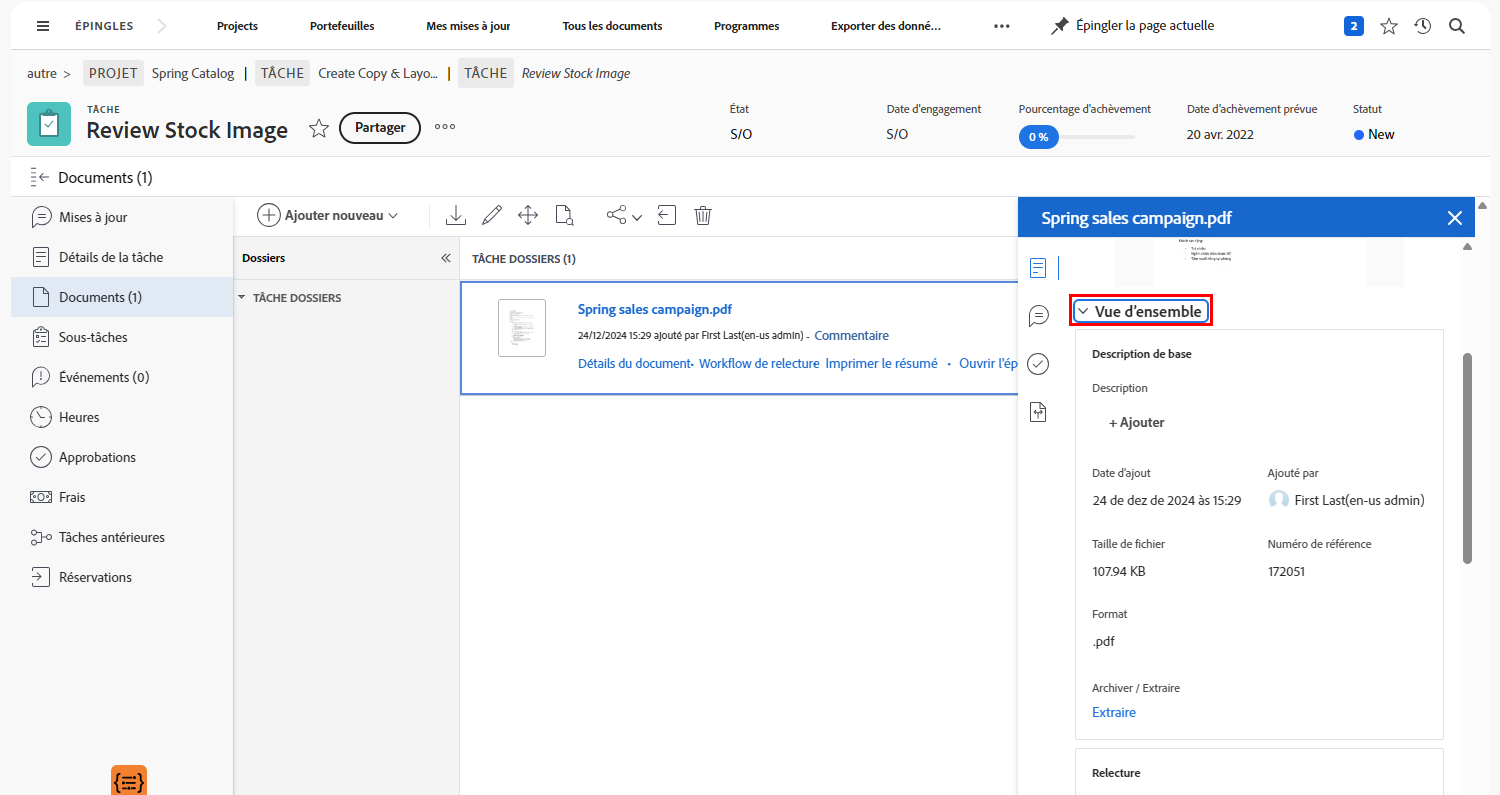 ÉPINGLES
Projects
Portefeuilles
Mes mises à jour
Tous les documents
Programmes
Exporter des donné...
Épingler la page actuelle
2
autre >
PROJET Spring Catalog | TÂCHE Create Copy & Layo... | TÂCHE Review Stock Image
TÂCHE
Review Stock Image
Partager
État
S/O
Date d'engagement
S/O
Pourcentage d'achèvement
0 %
Date d'achèvement prévue
20 avr. 2022
Statut
New
Documents (1)
Mises à jour
Détails de la tâche
Documents (1)
Sous-tâches
Événements (0)
Heures
Approbations
Frais
Tâches antérieures
Réservations
Ajouter nouveau
Dossiers
TÂCHE DOSSIERS
TÂCHE DOSSIERS (1)
Spring sales campaign.pdf
24/12/2024 15:29 ajouté par First Last(en-us admin) - Commentaire
Détails du document• Workflow de relecture Imprimer le résumé • Ouvrir l'ép
Spring sales campaign.pdf
Vue d'ensemble
Description de base
Description
+ Ajouter
Date d'ajout
24 de dez de 2024 às 15:29
Ajouté par
First Last(en-us admin)
Taille de fichier
107.94 KB
Numéro de référence
172051
Format
.pdf
Archiver / Extraire
Extraire
Relecture